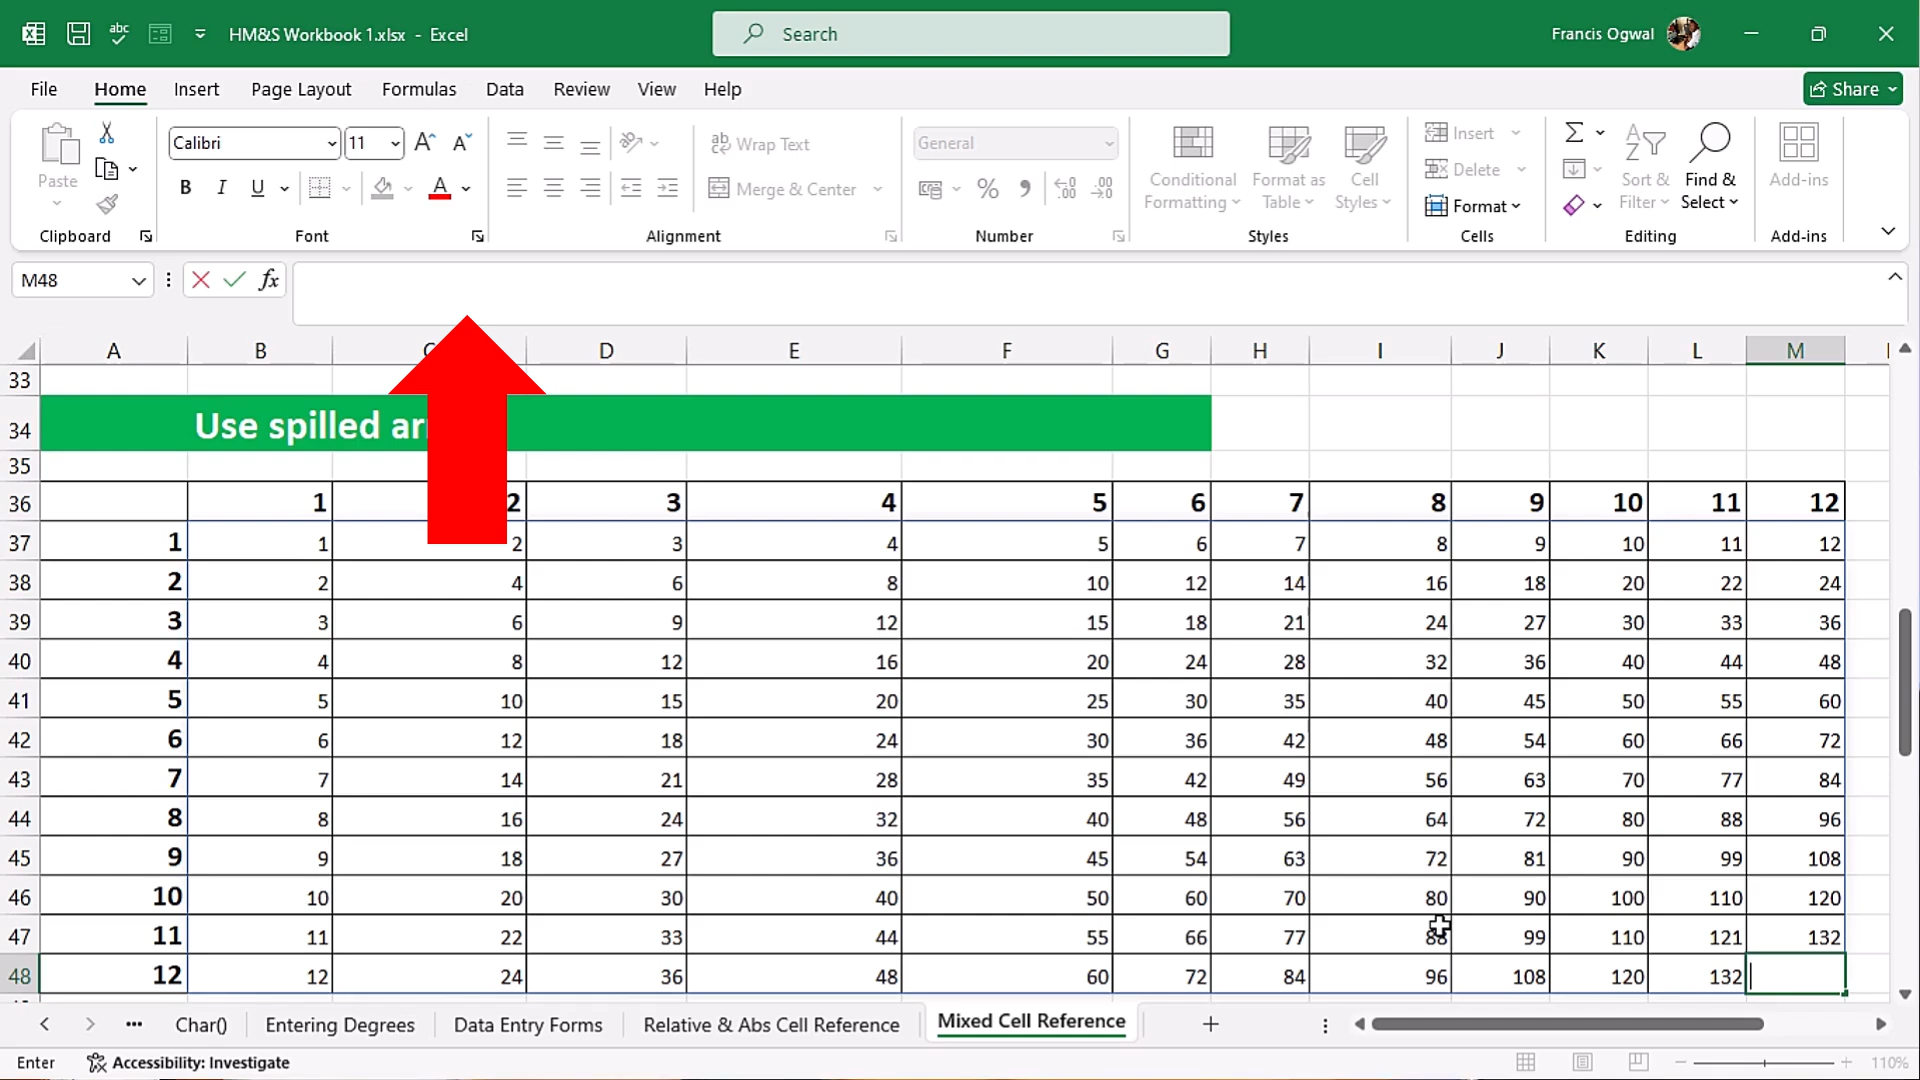 abc HM&S Workbook 1.xlsx - Excel Search Francis Ogwal
File Home Insert Page Layout Formulas Data Review View Help Share
Calibri 11 A A ab Wrap Text General Σ A Z
Paste B I U A Merge & Center % Conditional Formatting Format as Table Cell Styles Insert Delete Format Sort & Filter Find & Select Add-ins
Clipboard Font Alignment Number Styles Cells Editing Add-ins
M48 fx
A B D E F G H I J K L M
33
34 Use spilled
35
36 1 2 3 4 5 6 7 8 9 10 11 12
37 1 1 2 3 4 5 6 7 8 9 10 11 12
38 2 2 4 6 8 10 12 14 16 18 20 22 24
39 3 3 6 9 12 15 18 21 24 27 30 33 36
40 4 4 8 12 16 20 24 28 32 36 40 44 48
41 5 5 10 15 20 25 30 35 40 45 50 55 60
42 6 6 12 18 24 30 36 42 48 54 60 66 72
43 7 7 14 21 28 35 42 49 56 63 70 77 84
44 8 8 16 24 32 40 48 56 64 72 80 88 96
45 9 9 18 27 36 45 54 63 72 81 90 99 108
46 10 10 20 30 40 50 60 70 80 90 100 110 120
47 11 11 22 33 44 55 66 77 88 99 110 121 132
48 12 12 24 36 48 60 72 84 96 108 120 132
Char() Entering Degrees Data Entry Forms Relative & Abs Cell Reference Mixed Cell Reference
Enter Accessibility: Investigate 110%